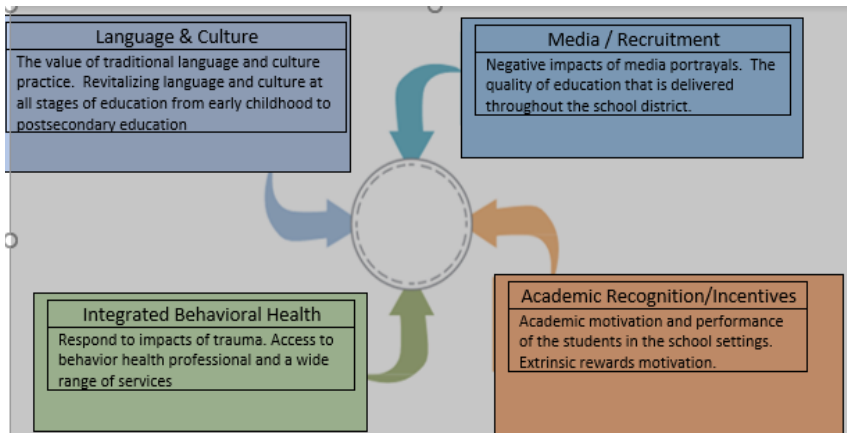 Language & Culture
The value of traditional language and culture
practice.  Revitalizing language and culture at
all stages of education from early childhood to
postsecondary education
Media / Recruitment
Negative impacts of media portrayals.  The
quality of education that is delivered
throughout the school district.
Integrated Behavioral Health
Respond to impacts of trauma. Access to
behavior health professional and a wide
range of services
Academic Recognition/Incentives
Academic motivation and performance
of the students in the school settings.
Extrinsic rewards motivation.